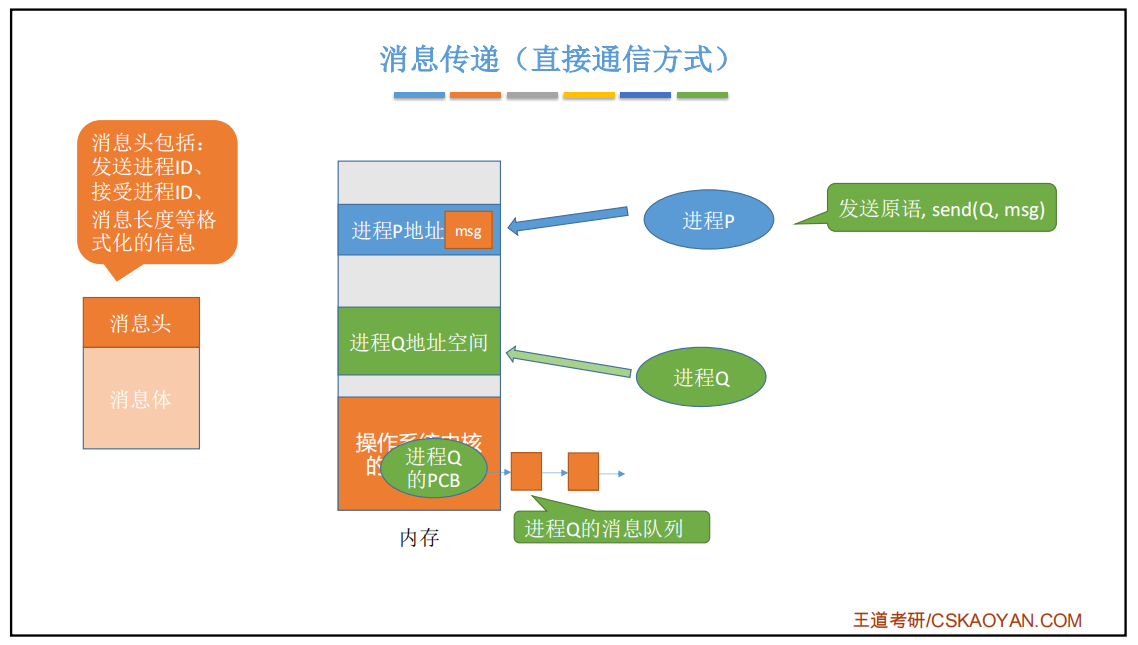 消息传递（直接通信方式）
消息头包括：
发送进程ID、
接受进程ID、
消息长度等格
式化的信息
消息头
消息体
进程P地址
msg
进程Q地址空间
操作系统内核
的
进程Q
的PCB
内存
进程P
发送原语, send(Q, msg)
进程Q
进程Q的消息队列
王道考研/CSKAOYAN.COM